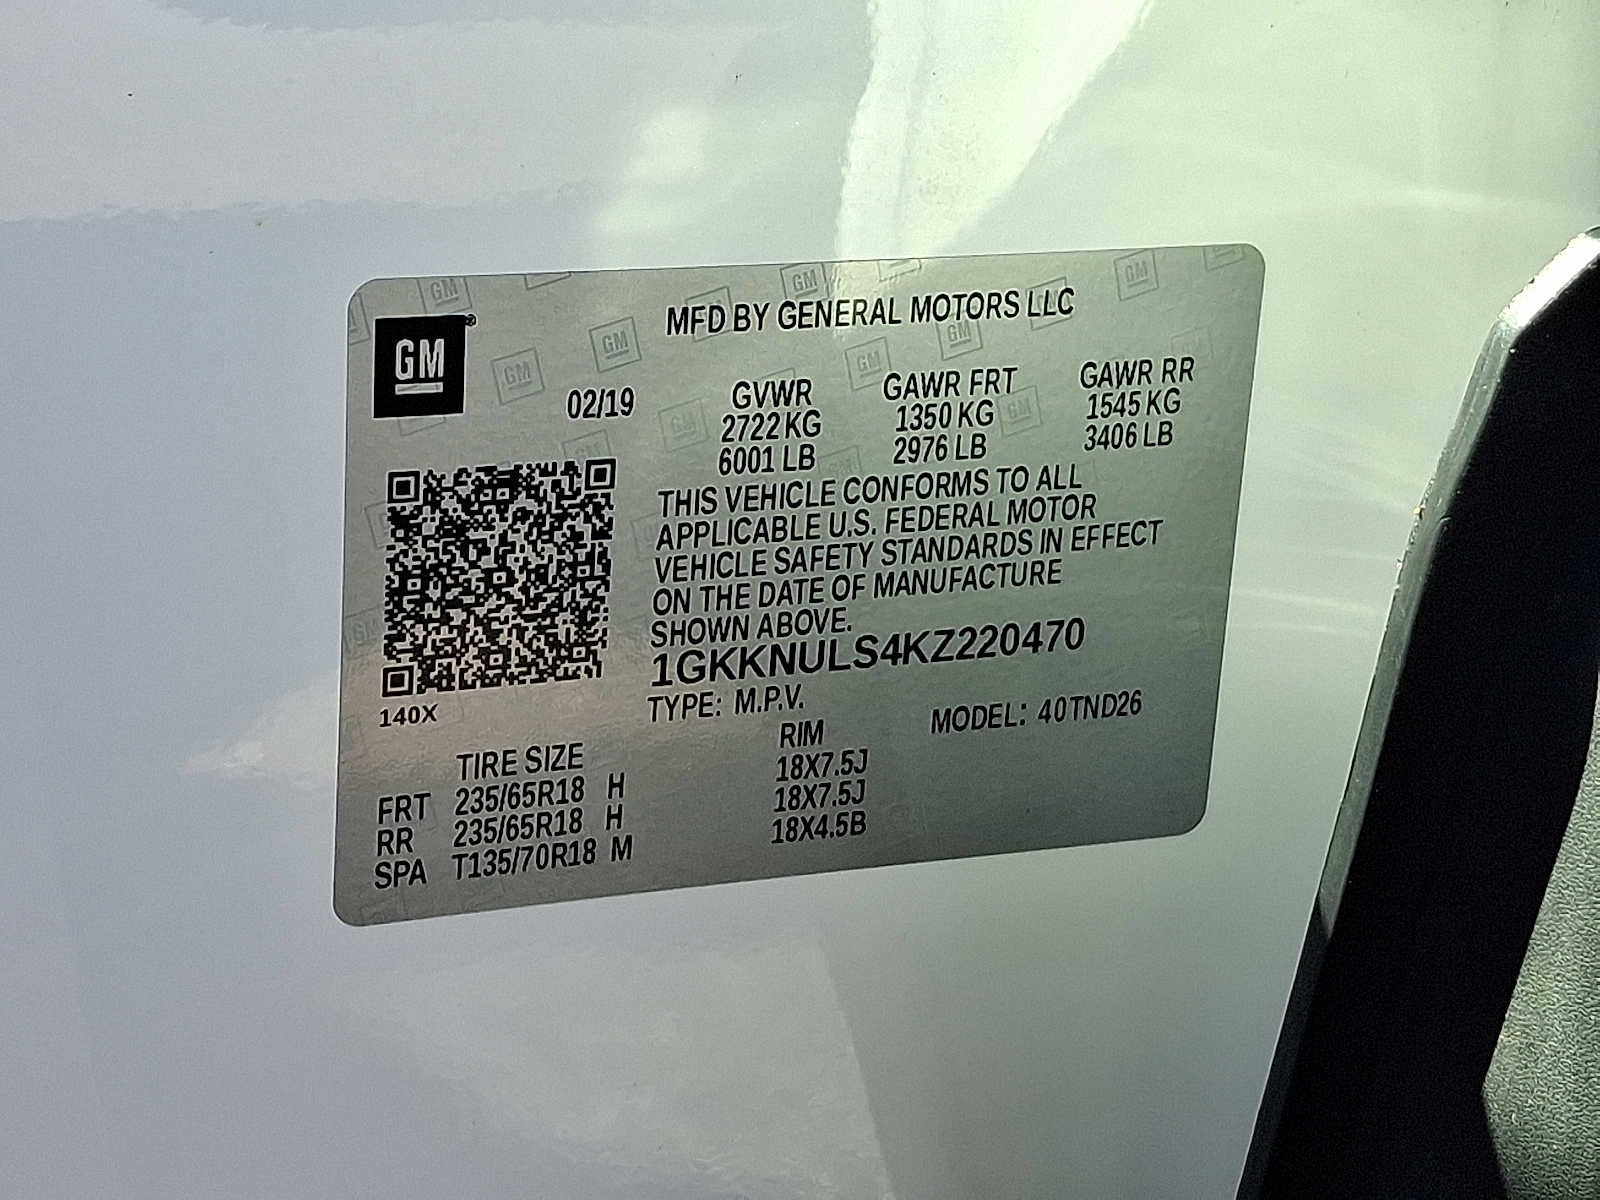 GM®
MFD BY GENERAL MOTORS LLC
02/19
GVWR
2722 KG
6001 LB
GAWR FRT
1350 KG
2976 LB
GAWR RR
1545 KG
3406 LB
THIS VEHICLE CONFORMS TO ALL
APPLICABLE U.S. FEDERAL MOTOR
VEHICLE SAFETY STANDARDS IN EFFECT
ON THE DATE OF MANUFACTURE
SHOWN ABOVE.
1GKKNULS4KZ220470
TYPE: M.P.V.
MODEL: 40TND26
140X
TIRE SIZE RIM
FRT 235/65R18 H 18X7.5J
RR 235/65R18 H 18X7.5J
SPA T135/70R18 M 18X4.5B